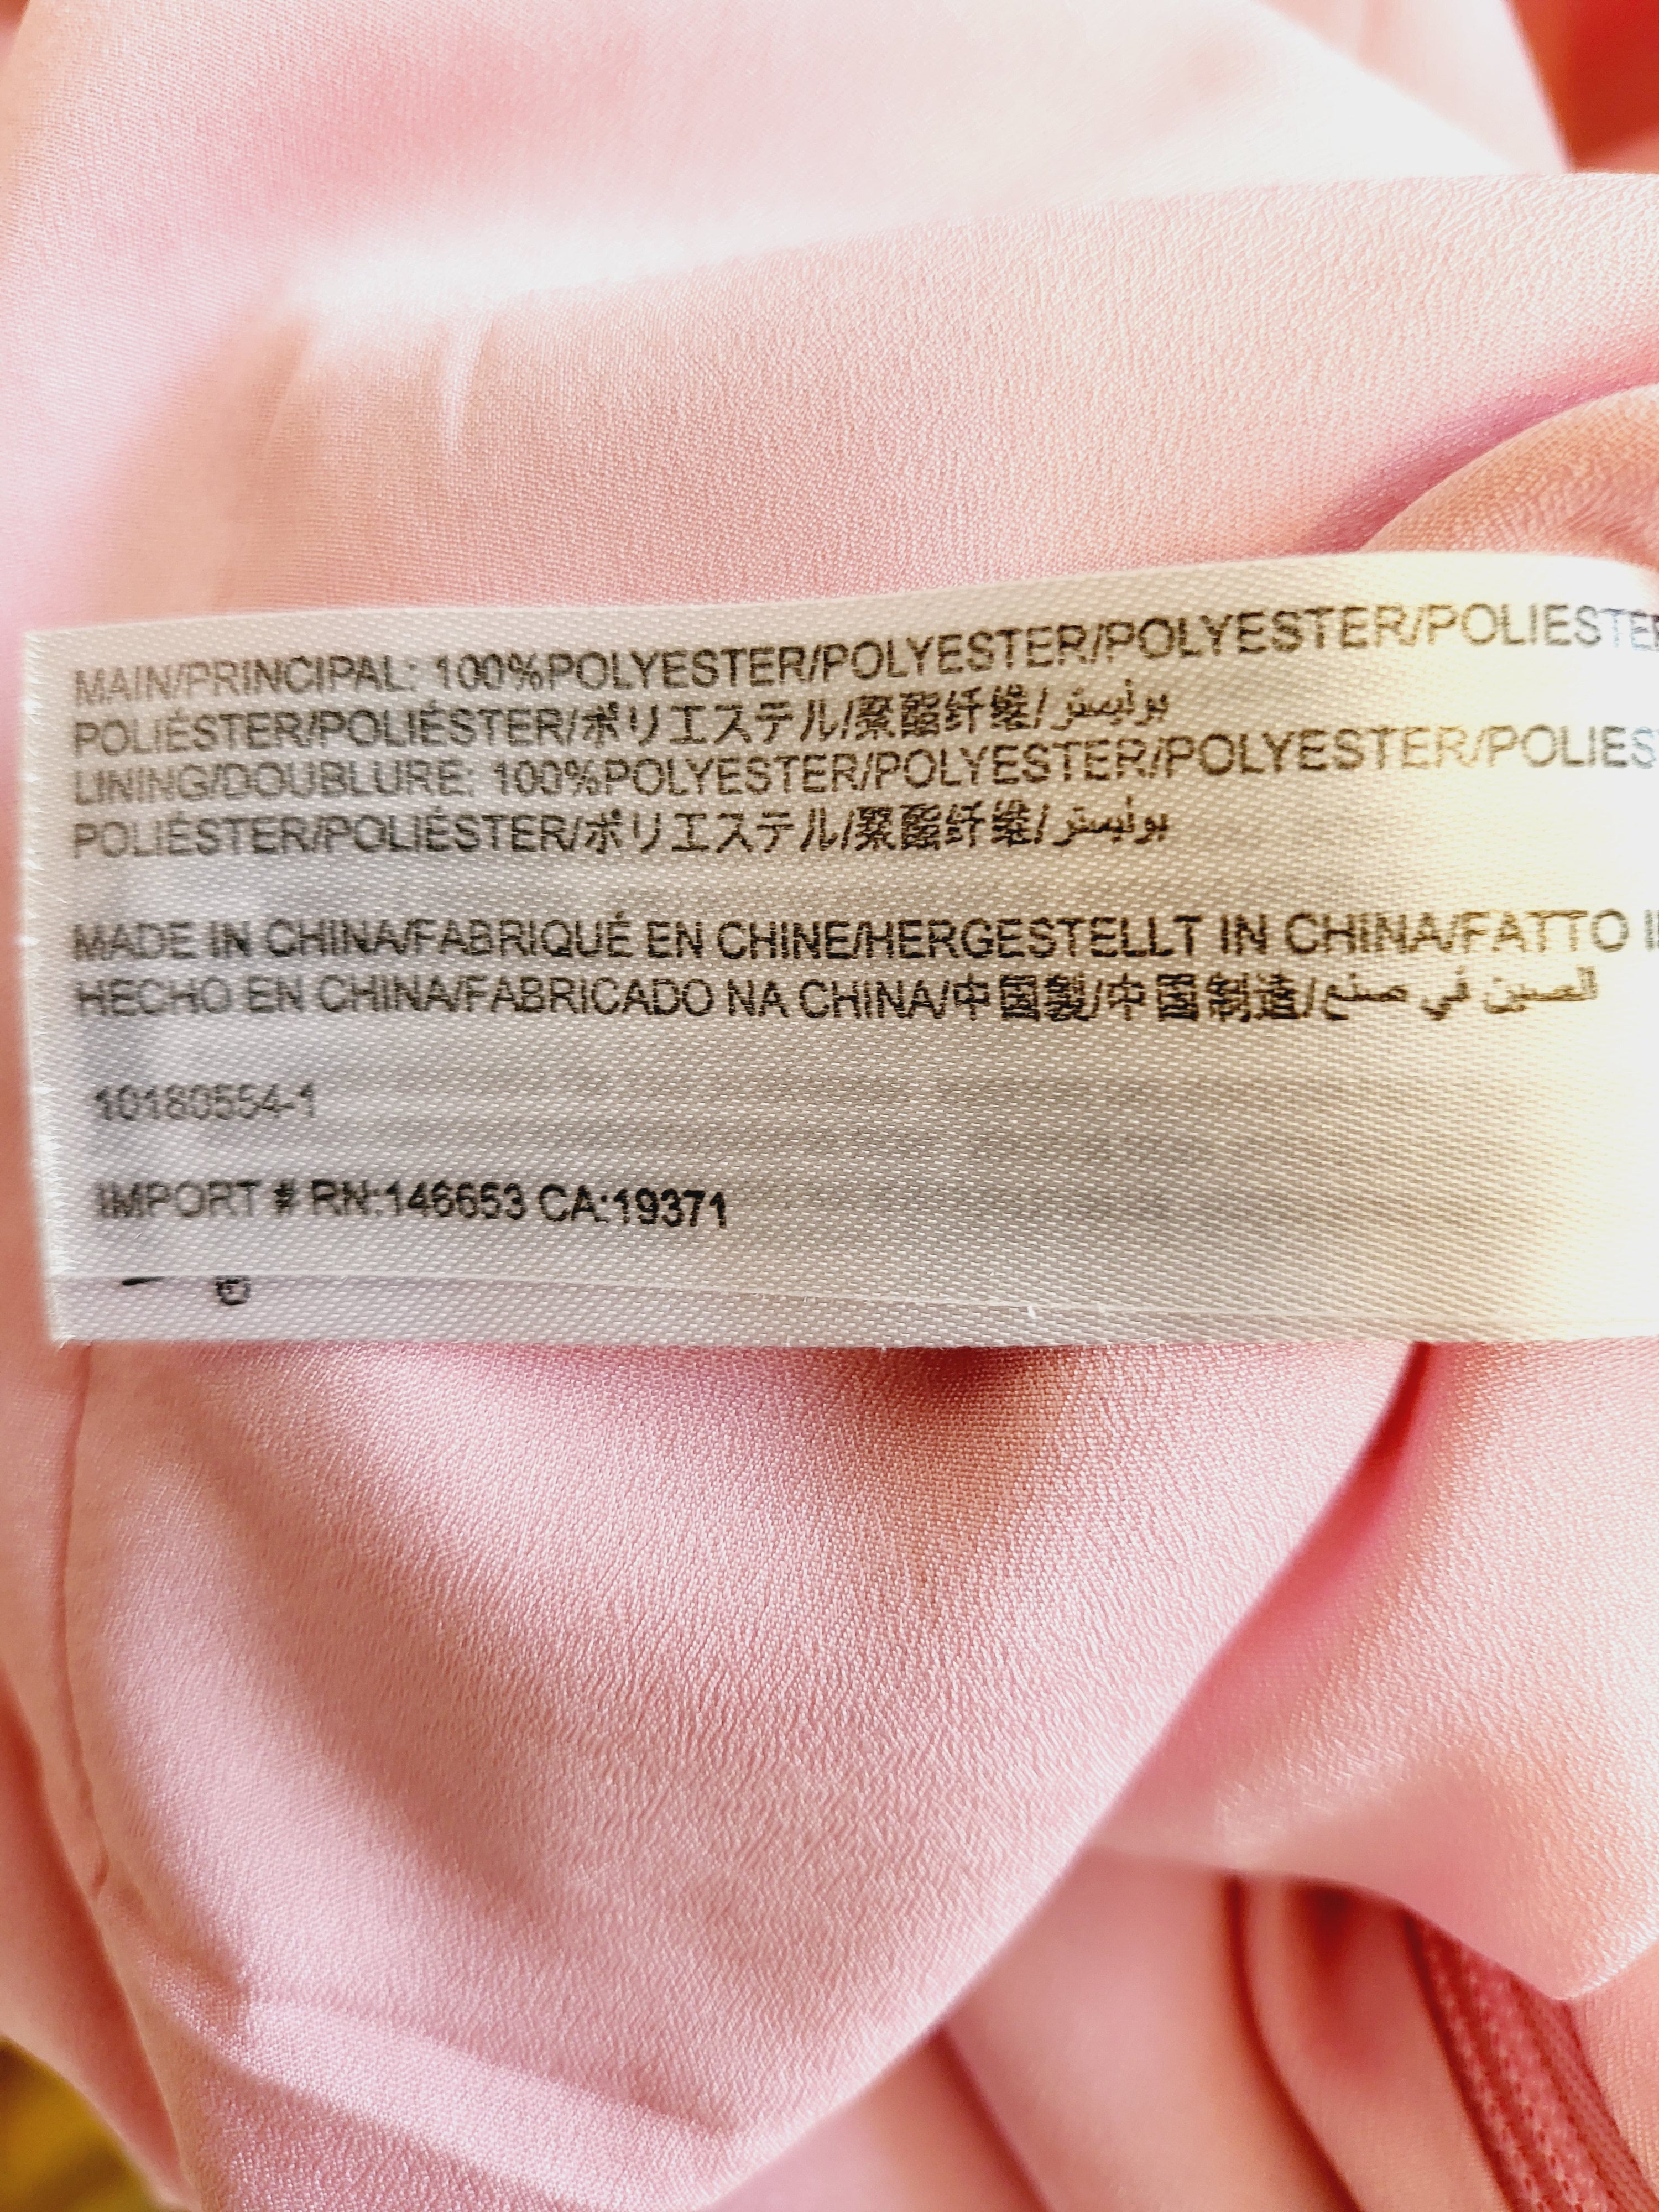 MAIN/PRINCIPAL: 100%POLYESTER/POLYESTER/POLYESTER/POLIESTER
POLIÉSTER/POLIÉSTER/ポリエステル/聚酯纤维/بوليستر
LINING/DOUBLURE: 100%POLYESTER/POLYESTER/POLYESTER/POLIES
POLIÉSTER/POLIÉSTER/ポリエステル/聚酯纤维/بوليستر
MADE IN CHINA/FABRIQUÉ EN CHINE/HERGESTELLT IN CHINA/FATTO
HECHO EN CHINA/FABRICADO NA CHINA/中国製/中国制造/الصين في صنع
10180554-1
IMPORT # RN:146653 CA:19371